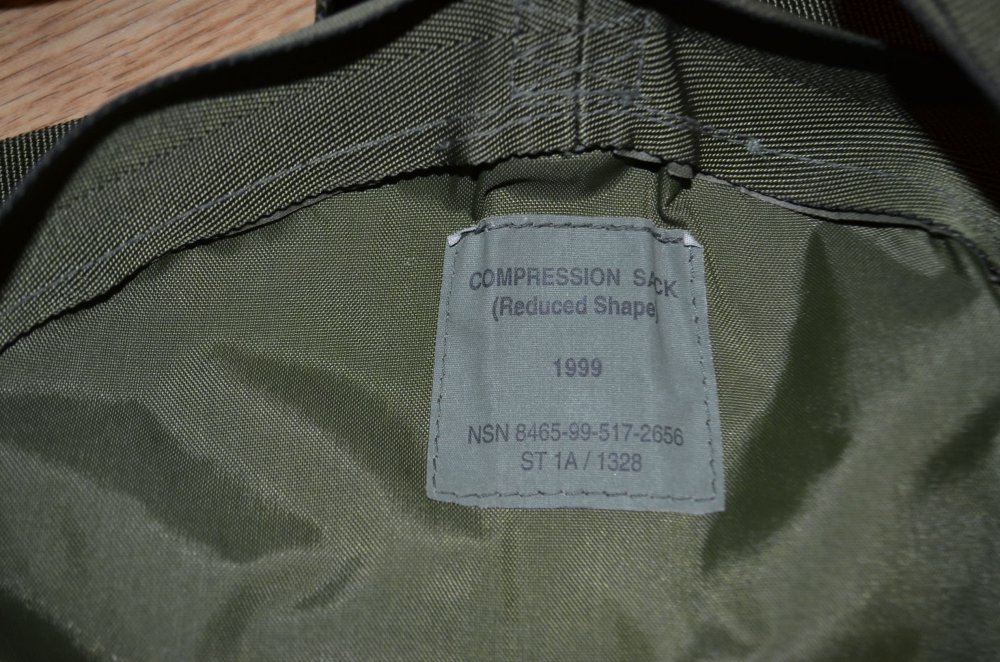 COMPRESSION SACK
(Reduced Shape)
1999
NSN 8465-99-517-2656
ST 1A / 1328